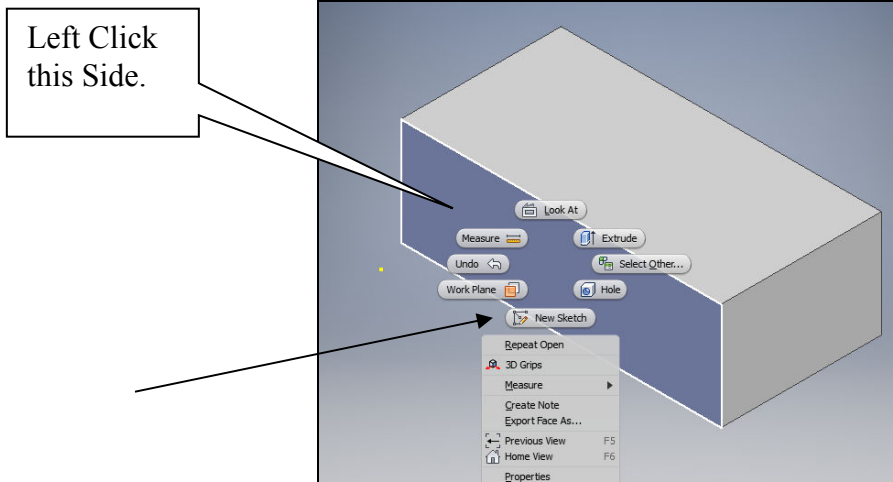 Left Click
this Side.
Look At
Measure
Extrude
Undo
Select Other...
Work Plane
Hole
New Sketch
Repeat Open
3D Grips
Measure
Create Note
Export Face As...
Previous View F5
Home View F6
Properties